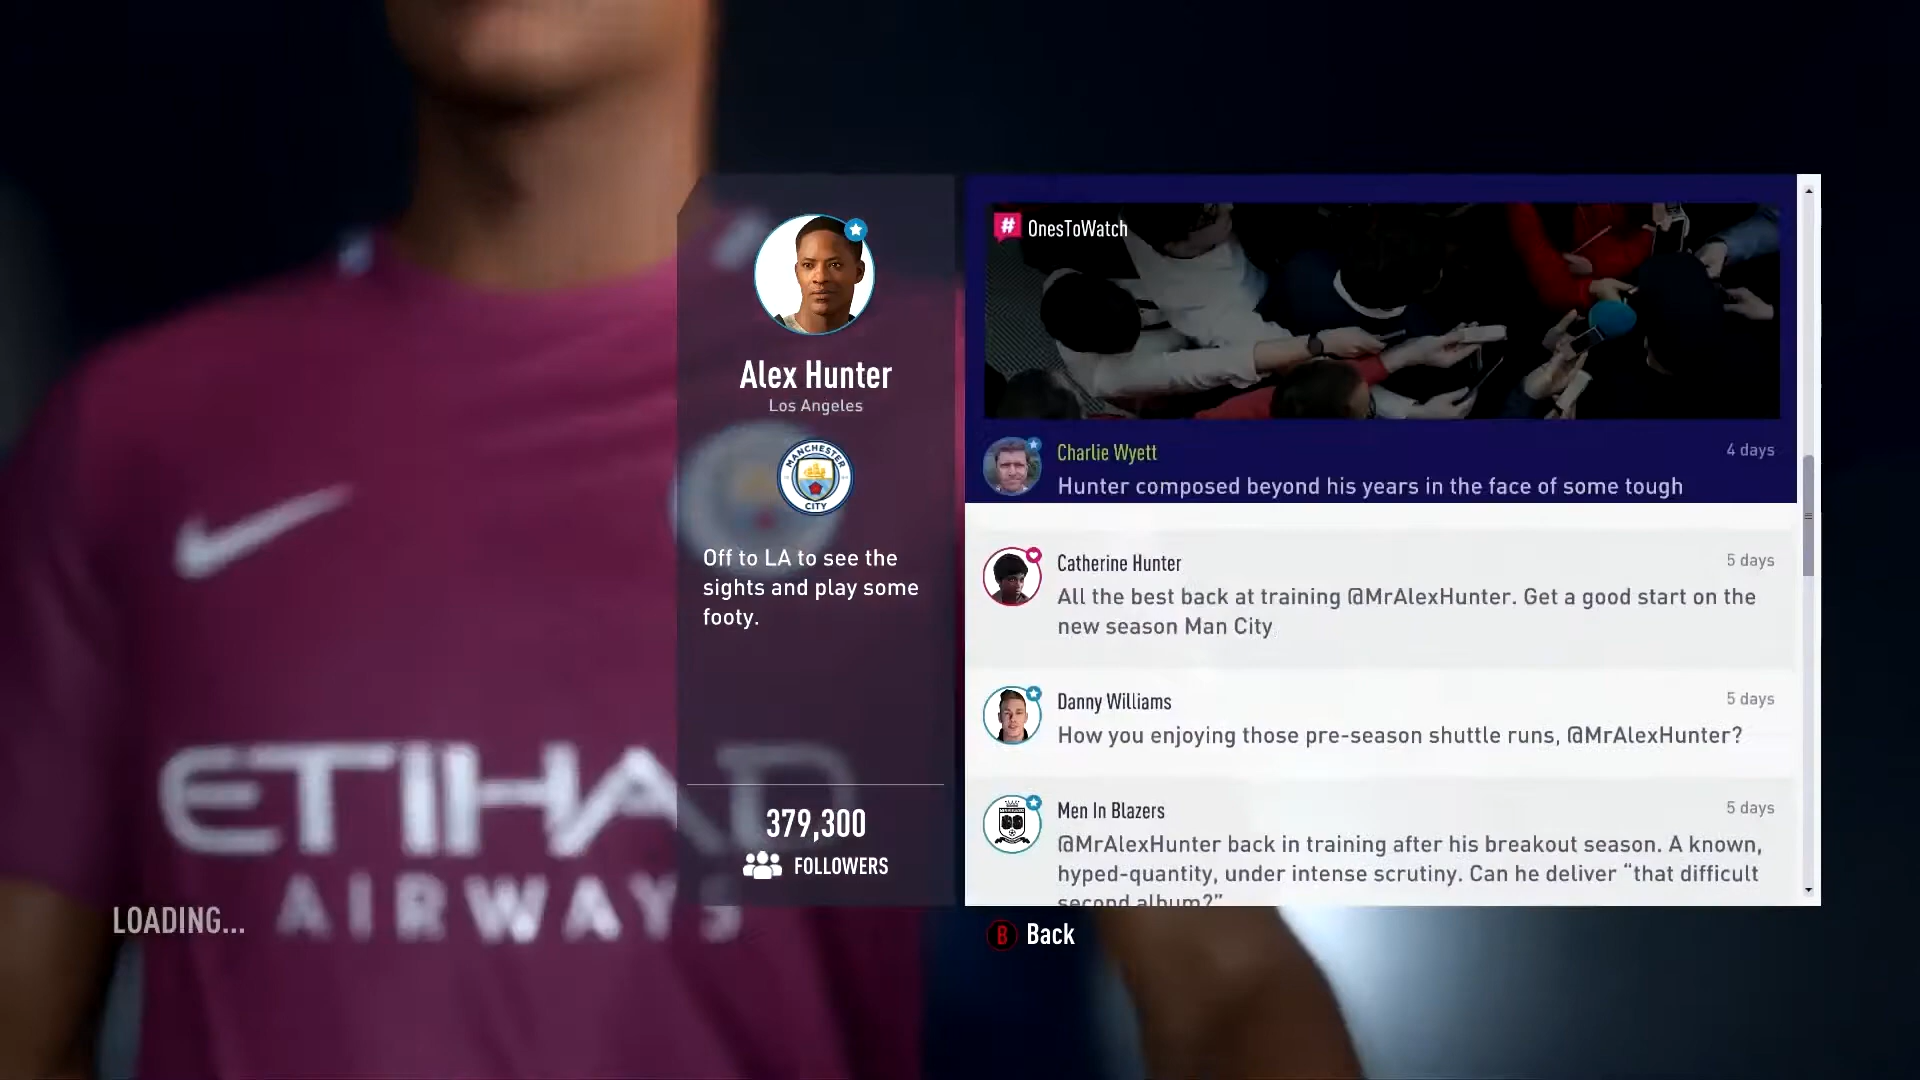 OnesToWatch
Alex Hunter
Los Angeles
MANCHESTER
CITY
Off to LA to see the
sights and play some
footy.
379,300
FOLLOWERS
Charlie Wyett
4 days
Hunter composed beyond his years in the face of some tough
Catherine Hunter
5 days
All the best back at training @MrAlexHunter. Get a good start on the
new season Man City
Danny Williams
5 days
How you enjoying those pre-season shuttle runs, @MrAlexHunter?
Men In Blazers
5 days
@MrAlexHunter back in training after his breakout season. A known,
hyped-quantity, under intense scrutiny. Can he deliver “that difficult
second album?”
ETIHAD
AIRWAYS
LOADING...
B Back